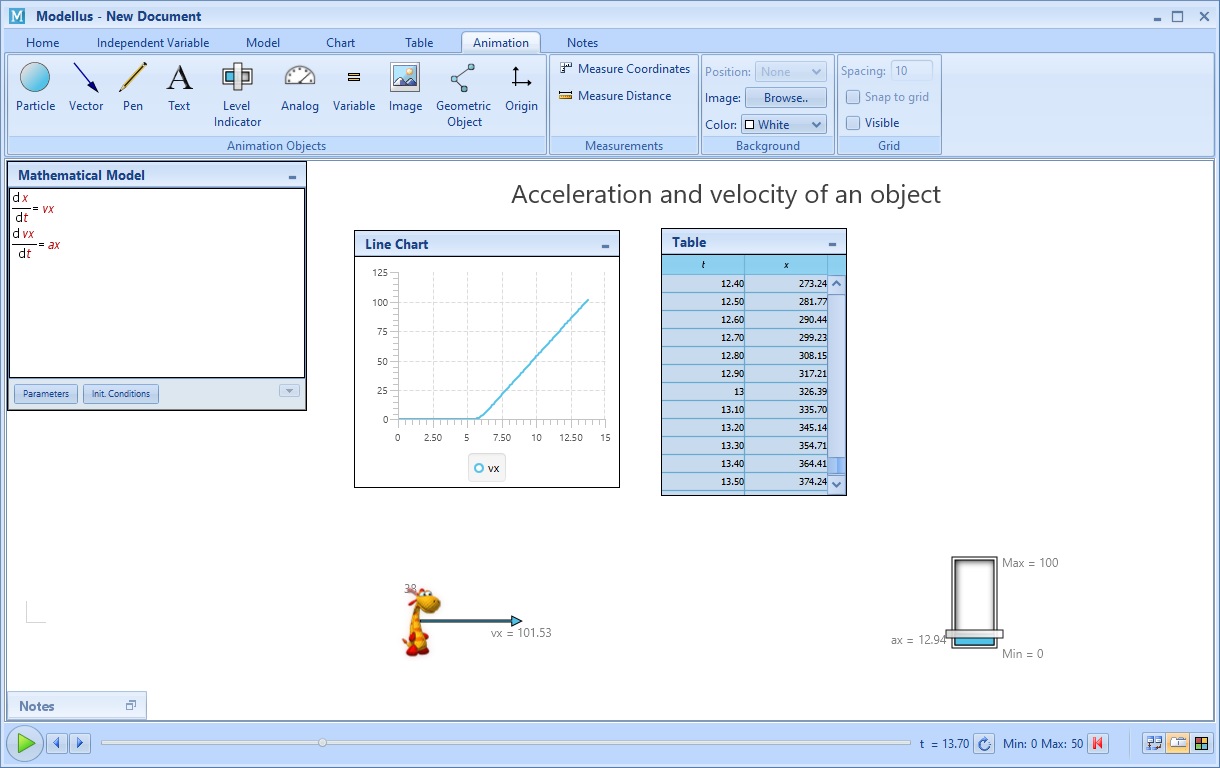 Modellus - New Document
Home Independent Variable Model Chart Table Animation Notes
Particle Vector Pen Text Level Indicator Analog Variable Image Geometric Object Origin
Animation Objects
Measure Coordinates
Measure Distance
Measurements
Position: None
Image: Browse..
Color: White
Background
Spacing: 10
Snap to grid
Visible
Grid
Mathematical Model
dx
dt = vx
dvx
dt = ax
Parameters Init. Conditions
Acceleration and velocity of an object
Line Chart
125
100
75
50
25
0
0 2.50 5 7.50 10 12.50 15
vx
Table
t x
12.40 273.24
12.50 281.77
12.60 290.44
12.70 299.23
12.80 308.15
12.90 317.21
13 326.39
13.10 335.70
13.20 345.14
13.30 354.71
13.40 364.41
13.50 374.24
vx = 101.53
Max = 100
ax = 12.94
Min = 0
Notes
t = 13.70 Min: 0 Max: 50